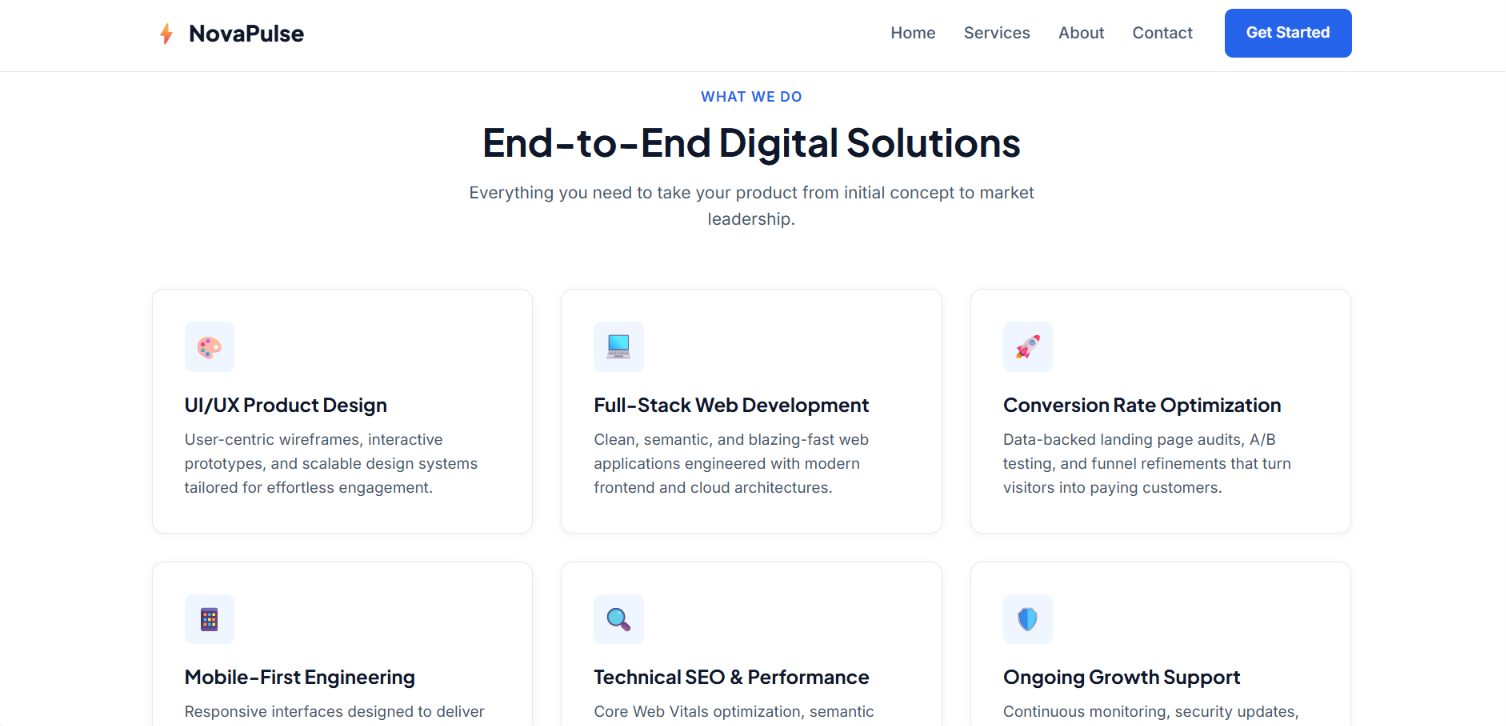 NovaPulse
Home
Services
About
Contact
Get Started
WHAT WE DO
End-to-End Digital Solutions
Everything you need to take your product from initial concept to market
leadership.
UI/UX Product Design
User-centric wireframes, interactive
prototypes, and scalable design systems
tailored for effortless engagement.
Full-Stack Web Development
Clean, semantic, and blazing-fast web
applications engineered with modern
frontend and cloud architectures.
Conversion Rate Optimization
Data-backed landing page audits, A/B
testing, and funnel refinements that turn
visitors into paying customers.
Mobile-First Engineering
Responsive interfaces designed to deliver
Technical SEO & Performance
Core Web Vitals optimization, semantic
Ongoing Growth Support
Continuous monitoring, security updates,